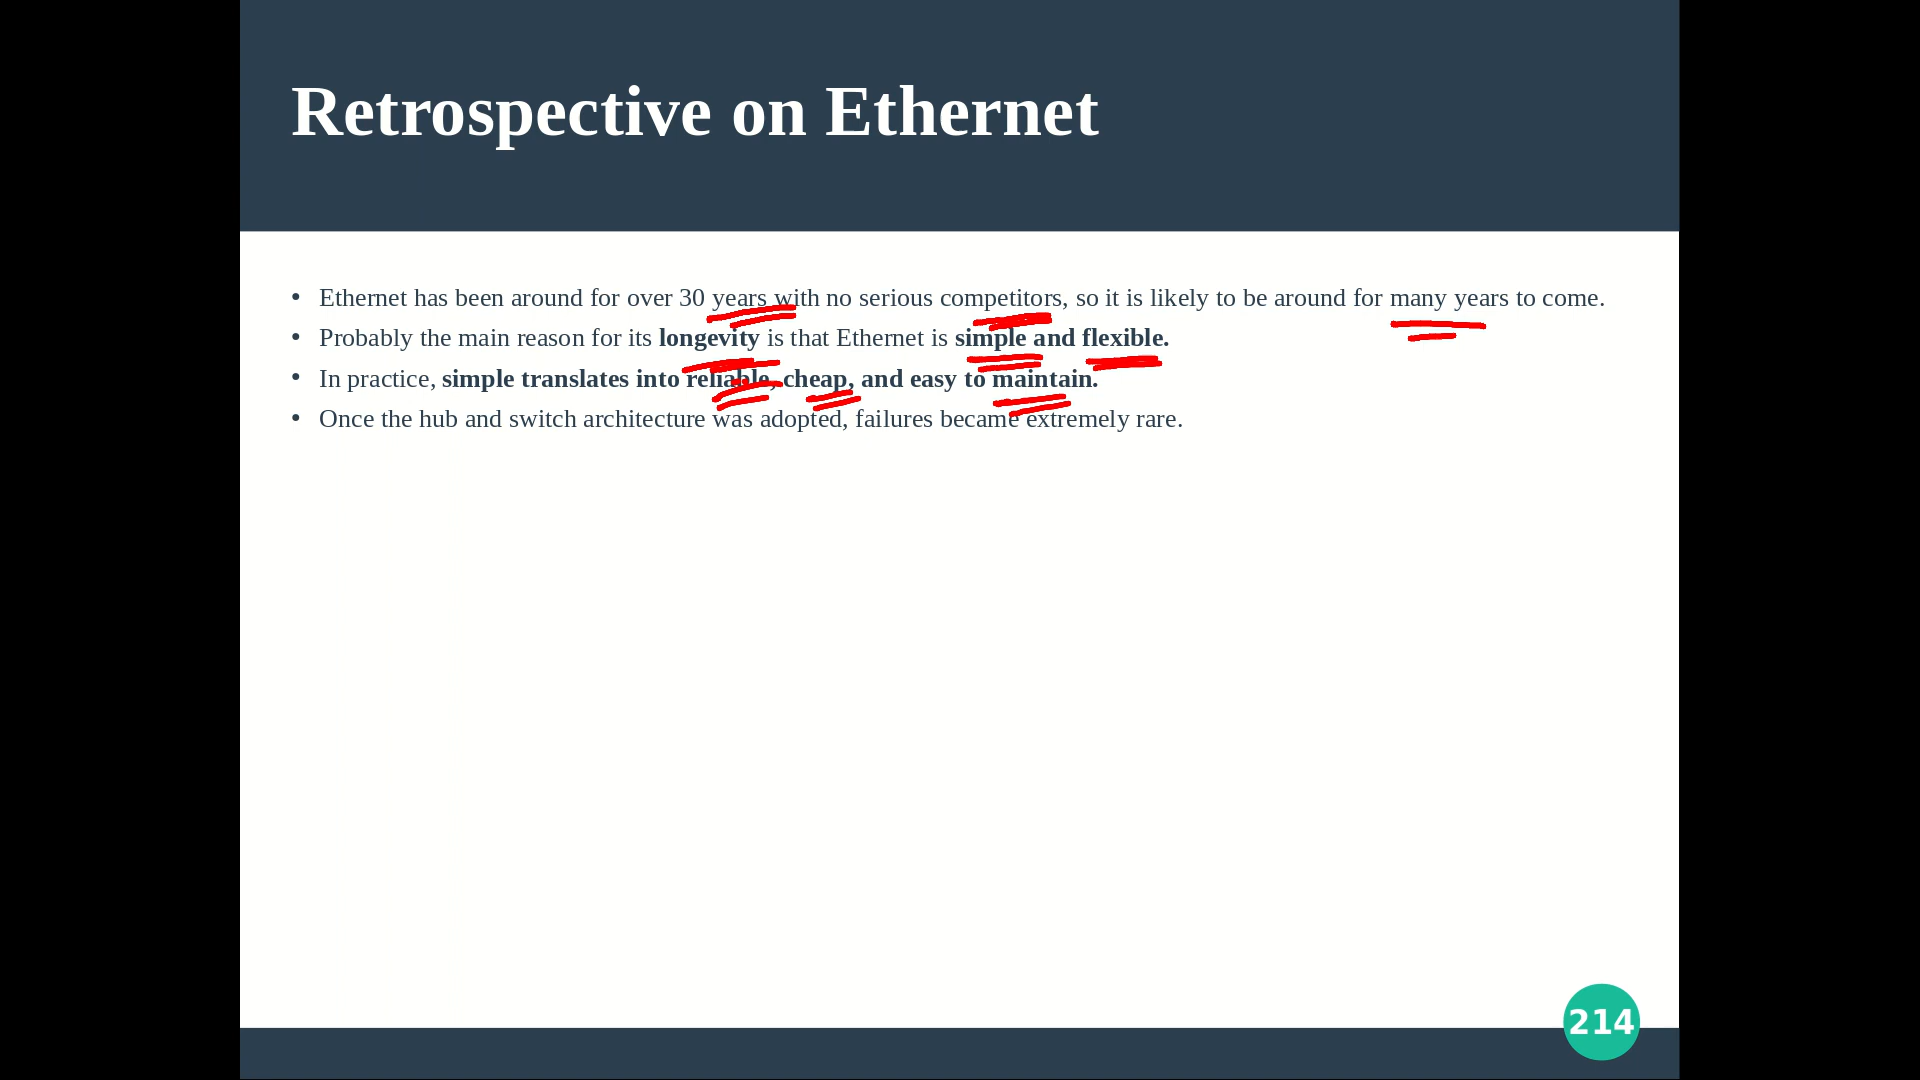 Retrospective on Ethernet
• Ethernet has been around for over 30 years with no serious competitors, so it is likely to be around for many years to come.
• Probably the main reason for its longevity is that Ethernet is simple and flexible.
• In practice, simple translates into reliable, cheap, and easy to maintain.
• Once the hub and switch architecture was adopted, failures became extremely rare.
214